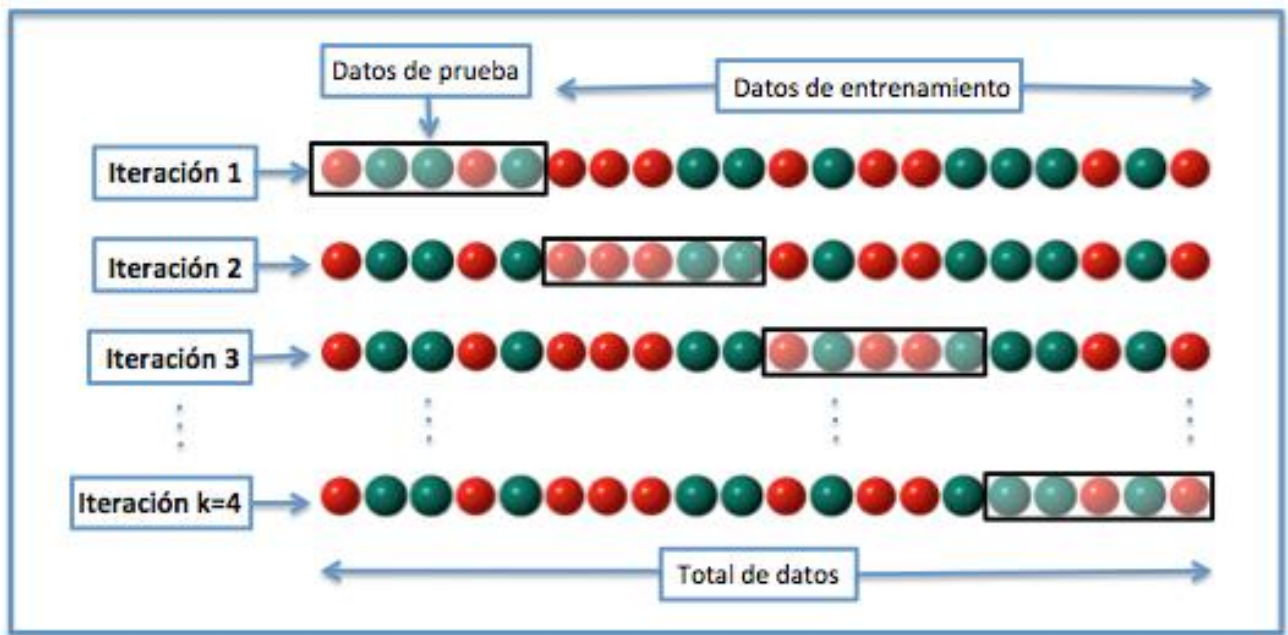 Datos de prueba
Datos de entrenamiento
Iteración 1
Iteración 2
Iteración 3
Iteración k=4
Total de datos